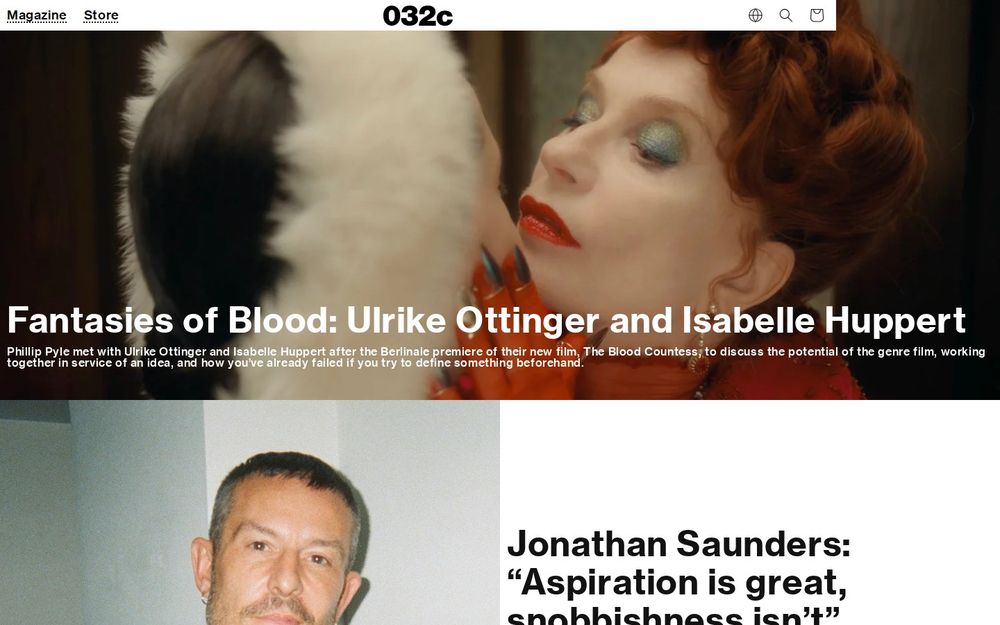 Magazine Store 032c
Fantasies of Blood: Ulrike Ottinger and Isabelle Huppert
Phillip Pyle met with Ulrike Ottinger and Isabelle Huppert after the Berlinale premiere of their new film, The Blood Countess, to discuss the potential of the genre film, working
together in service of an idea, and how you've already failed if you try to define something beforehand.
Jonathan Saunders:
“Aspiration is great,
snobbishness isn’t”